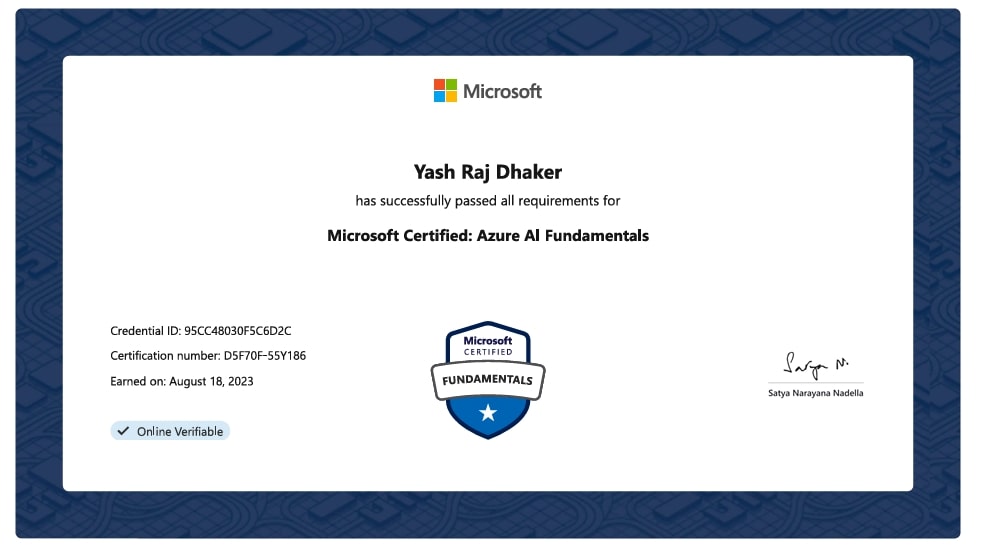 Microsoft
Yash Raj Dhaker
has successfully passed all requirements for
Microsoft Certified: Azure AI Fundamentals
Credential ID: 95CC48030F5C6D2C
Certification number: D5F70F-55Y186
Earned on: August 18, 2023
Online Verifiable
Microsoft
CERTIFIED
FUNDAMENTALS
Satya N.
Satya Narayana Nadella